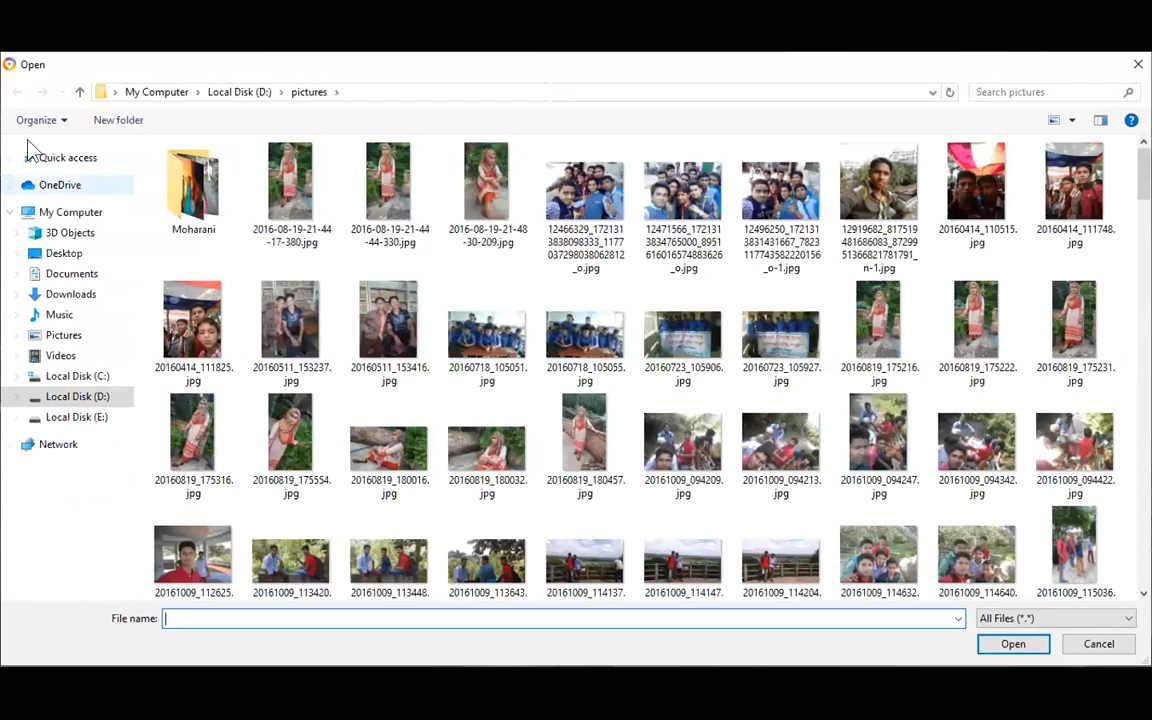 Open
My Computer > Local Disk (D:) > pictures >
Search pictures
Organize
New folder
Quick access
OneDrive
My Computer
3D Objects
Desktop
Documents
Downloads
Music
Pictures
Videos
Local Disk (C:)
Local Disk (D:)
Local Disk (E:)
Network
Moharani
2016-08-19-21-44
-17-380.jpg
2016-08-19-21-44
-44-330.jpg
2016-08-19-21-48
-30-209.jpg
12466329_172131
3838098333_1177
037298038062812
_o.jpg
12471566_172131
3834765000_8951
616016574883626
_o.jpg
12496250_172131
3831431667_7823
117743582220156
_o-1.jpg
12919682_817519
481686083_87299
51366821781791_
n-1.jpg
20160414_110515.
jpg
20160414_111748.
jpg
20160414_111825.
jpg
20160511_153237.
jpg
20160511_153416.
jpg
20160718_105051.
jpg
20160718_105055.
jpg
20160723_105906.
jpg
20160723_105927.
jpg
20160819_175216.
jpg
20160819_175222.
jpg
20160819_175231.
jpg
20160819_175316.
jpg
20160819_175554.
jpg
20160819_180016.
jpg
20160819_180032.
jpg
20160819_180457.
jpg
20161009_094209.
jpg
20161009_094213.
jpg
20161009_094247.
jpg
20161009_094342.
jpg
20161009_094422.
jpg
20161009_112625.
20161009_113420.
20161009_113448.
20161009_113643.
20161009_114137.
20161009_114147.
20161009_114204.
20161009_114632.
20161009_114640.
20161009_115036.
File name:
All Files (*.*)
Open
Cancel